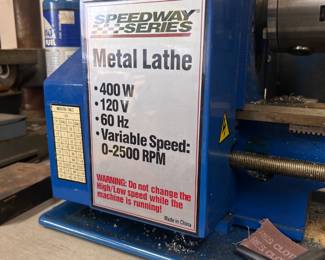 SPEEDWAY
SERIES
Metal Lathe
• 400 W
• 120 V
• 60 Hz
• Variable Speed:
0-2500 RPM
WARNING: Do not change the
High/Low speed while the
machine is running!
Made in China